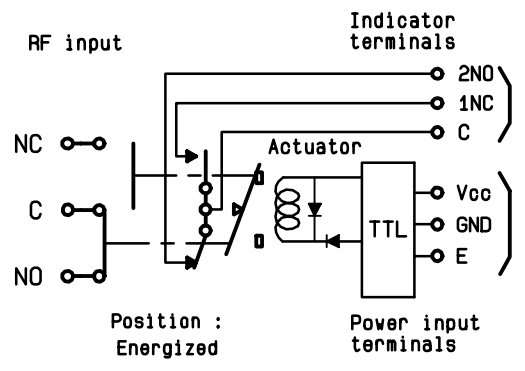 Indicator
terminals
RF input
2NO
1NC
C
Actuator
NC
C
NO
TTL
Vcc
GND
E
Position :
Energized
Power input
terminals